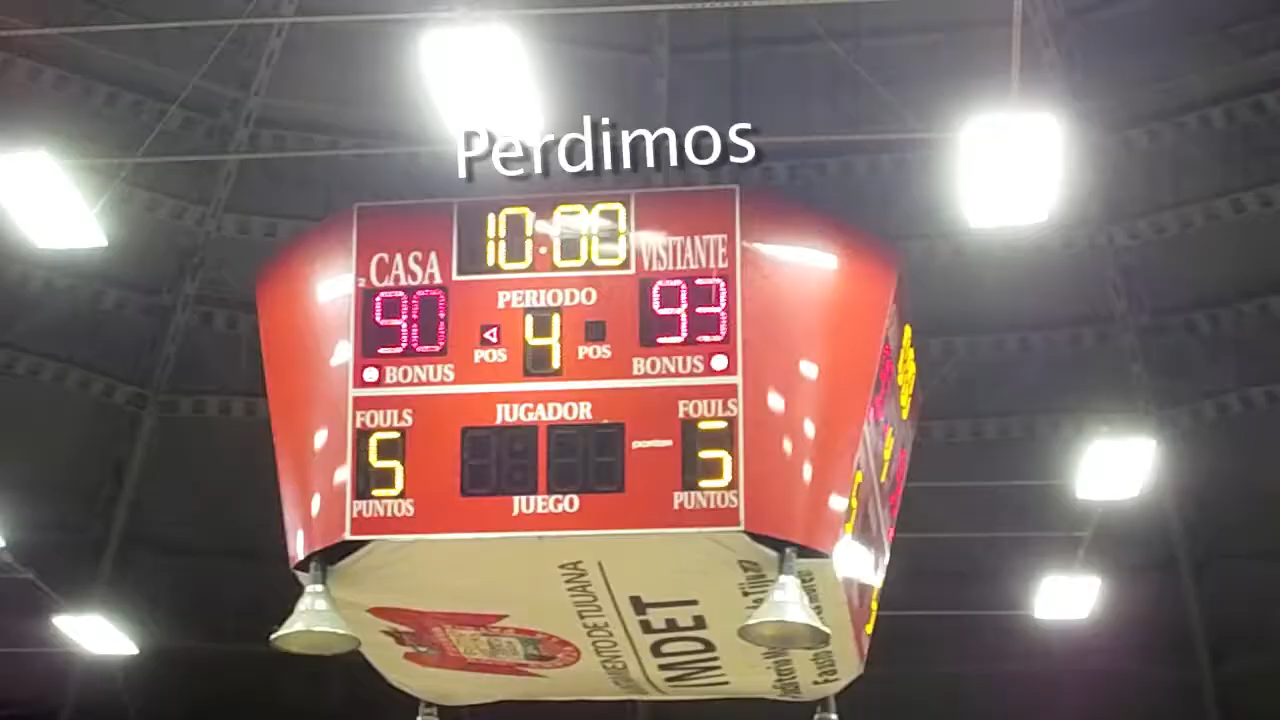 Perdimos
10:00
CASA
VISITANTE
90
PERIODO
93
4
POS
POS
BONUS
BONUS
FOULS
JUGADOR
FOULS
5
5
PUNTOS
JUEGO
PUNTOS
IMDET